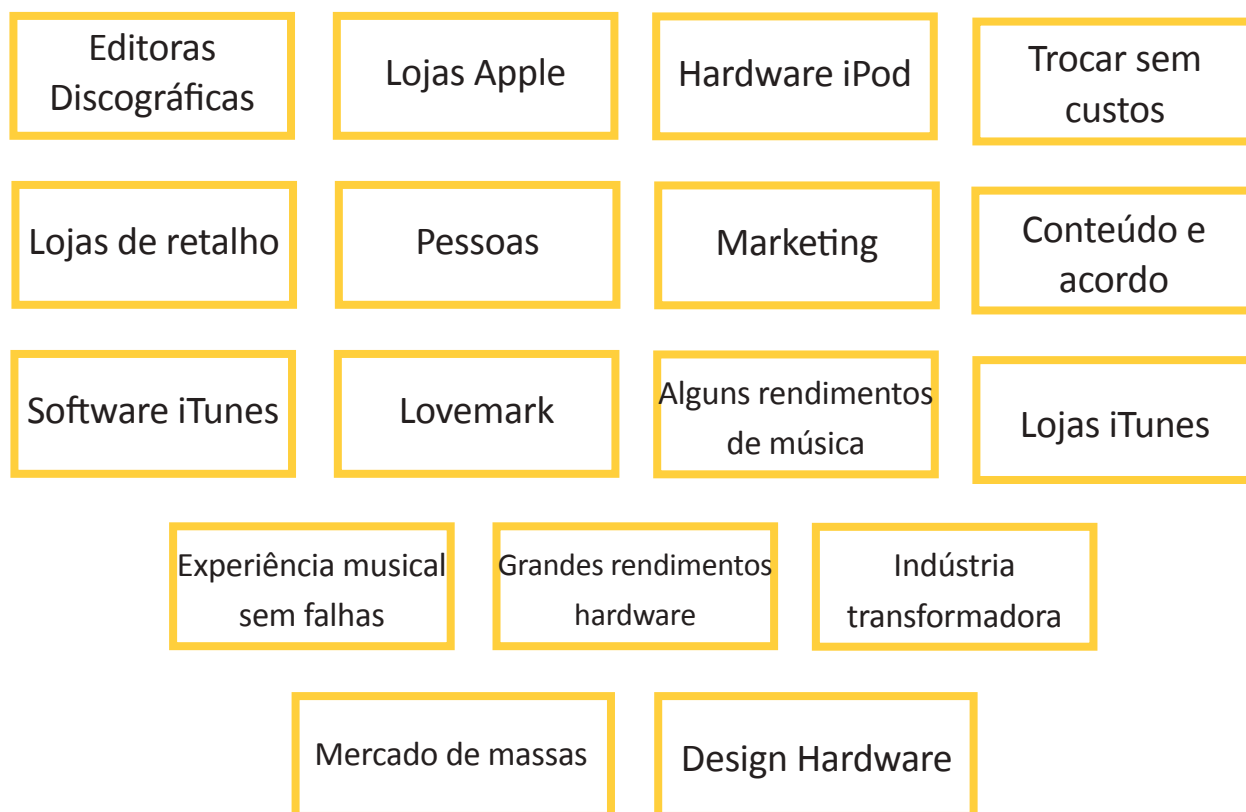 Editoras
Discográficas
Lojas Apple
Hardware iPod
Trocar sem
custos
Lojas de retalho
Pessoas
Marketing
Conteúdo e
acordo
Software iTunes
Lovemark
Alguns rendimentos
de música
Lojas iTunes
Experiência musical
sem falhas
Grandes rendimentos
hardware
Indústria
transformadora
Mercado de massas
Design Hardware